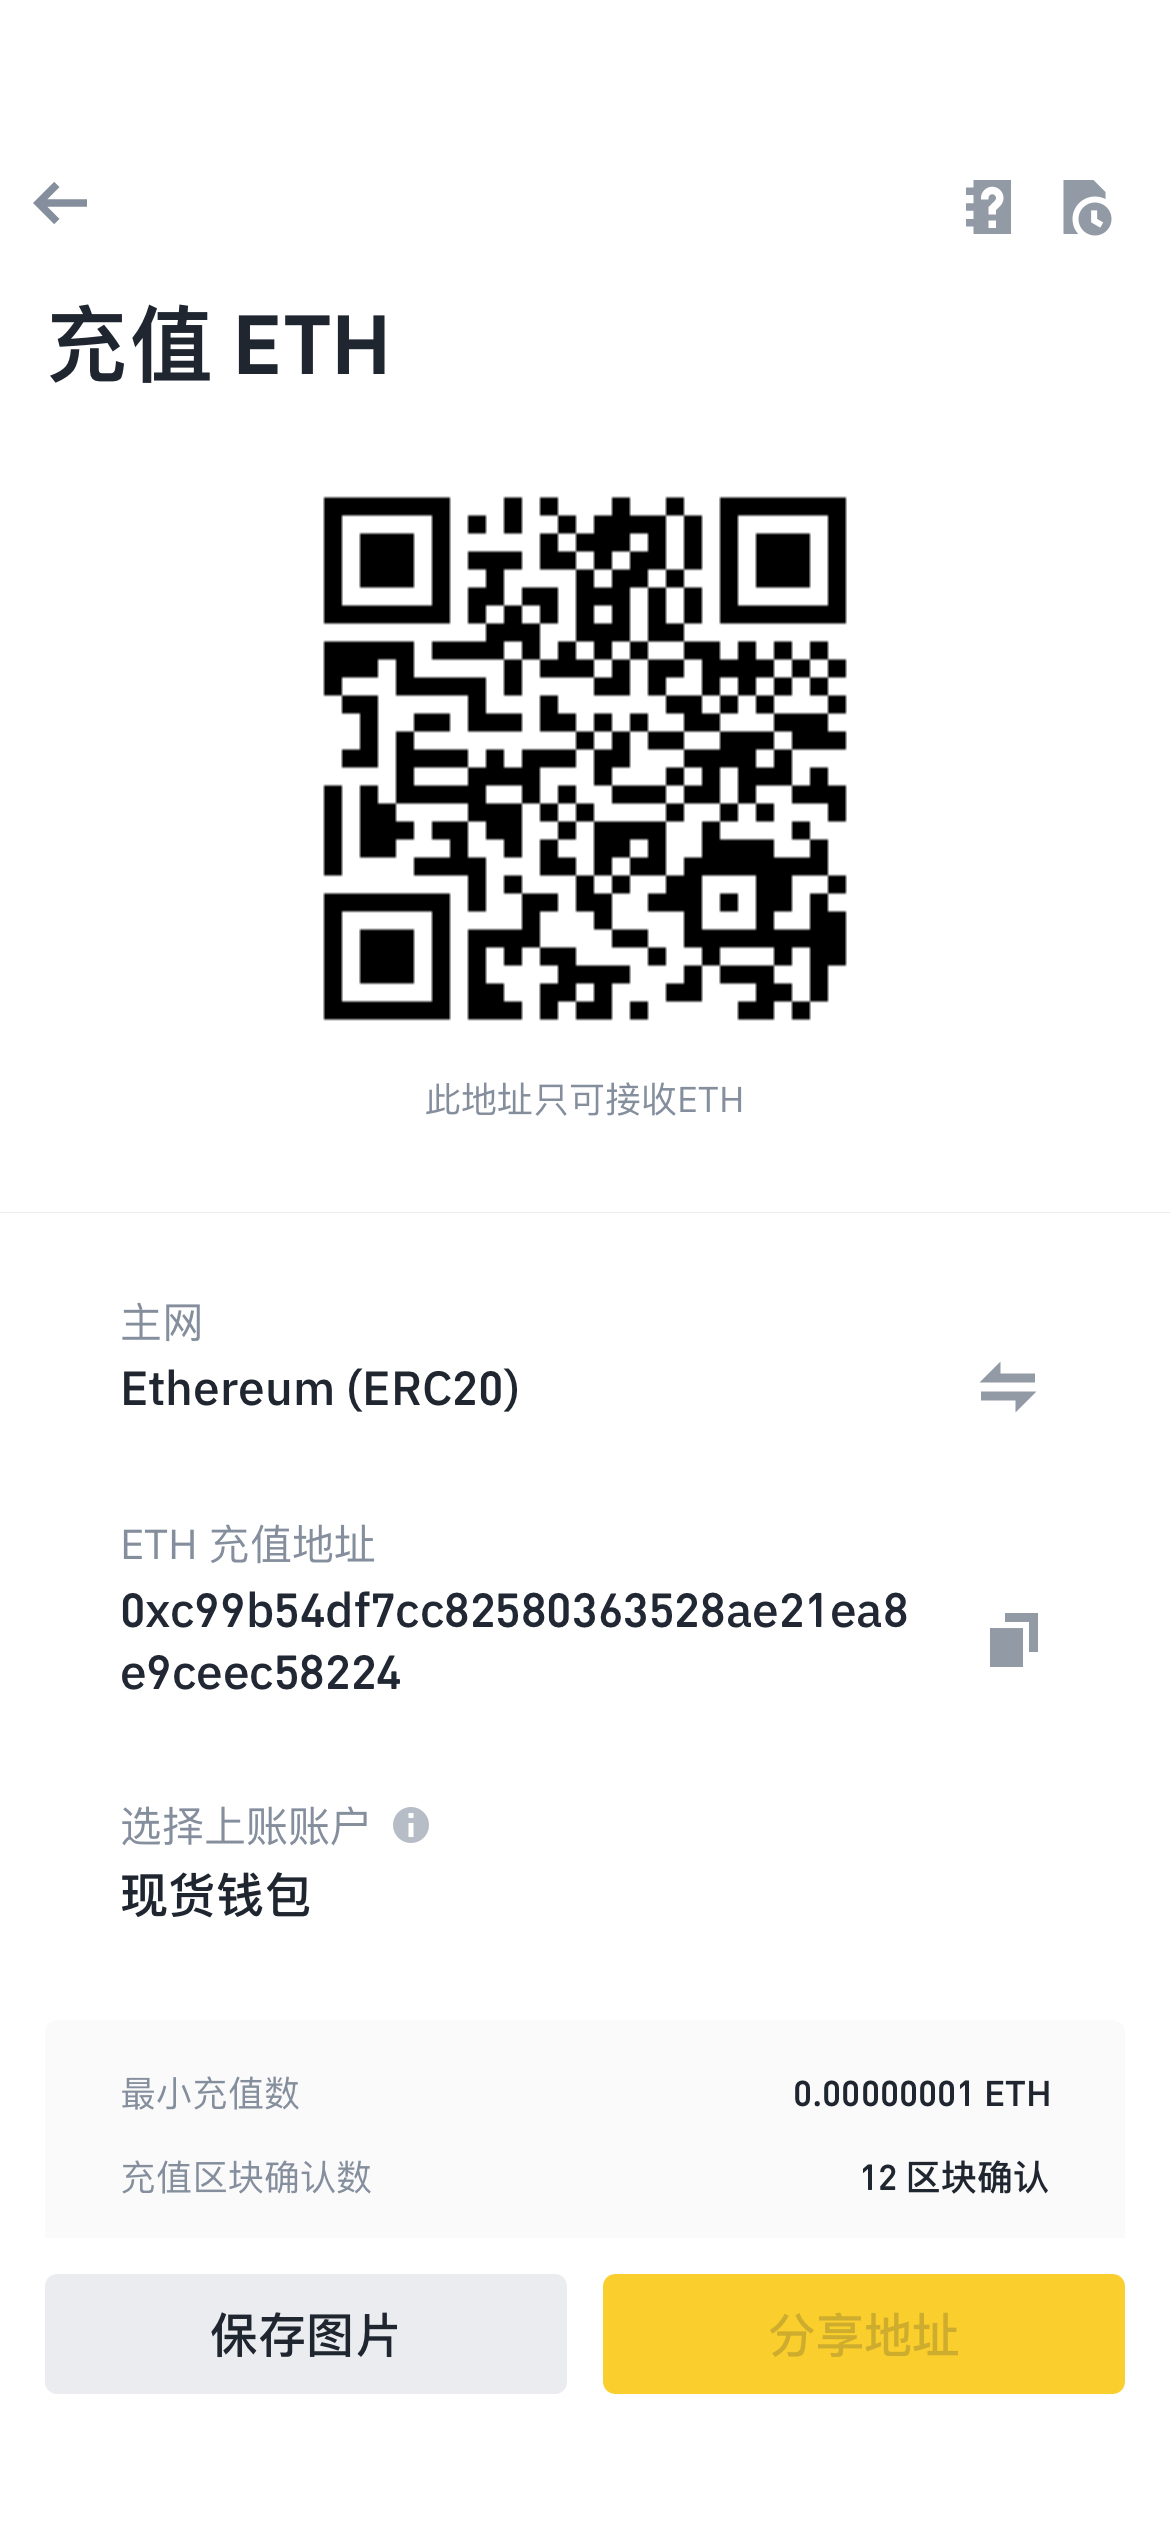 充值 ETH
此地址只可接收ETH
主网
Ethereum (ERC20)
ETH 充值地址
0xc99b54df7cc82580363528ae21ea8
e9ceec58224
选择上账账户
现货钱包
最小充值数 0.00000001 ETH
充值区块确认数 12 区块确认
保存图片 分享地址